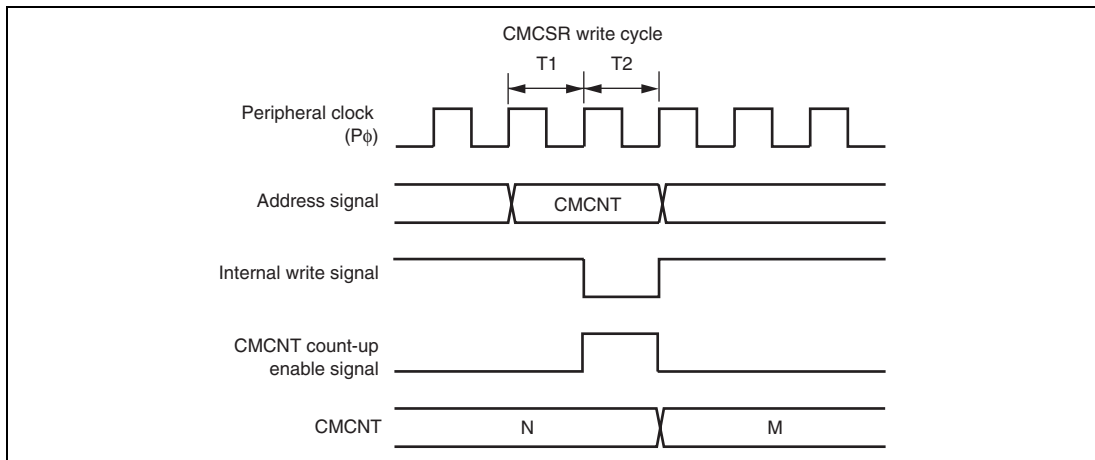 CMCSR write cycle
T1 T2
Peripheral clock
(Pϕ)
Address signal CMCNT
Internal write signal
CMCNT count-up
enable signal
CMCNT N M